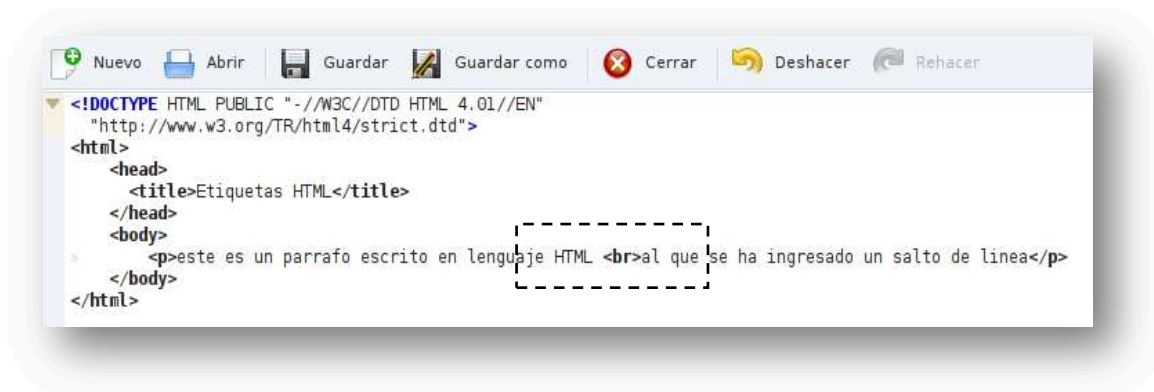 Nuevo Abrir Guardar Guardar como Cerrar Deshacer Rehacer
<!DOCTYPE HTML PUBLIC "-//W3C//DTD HTML 4.01//EN"
"http://www.w3.org/TR/html4/strict.dtd">
<html>
<head>
<title>Etiquetas HTML</title>
</head>
<body>
<p>este es un parrafo escrito en lenguaje HTML <br>al que se ha ingresado un salto de linea</p>
</body>
</html>